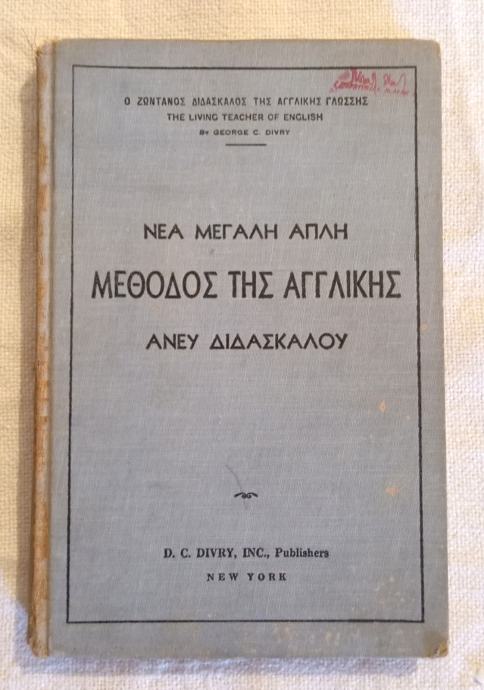 Ο ΖΩΝΤΑΝΟΣ ΔΙΔΑΣΚΑΛΟΣ ΤΗΣ ΑΓΓΛΙΚΗΣ ΓΛΩΣΣΗΣ
THE LIVING TEACHER OF ENGLISH
BY GEORGE C. DIVRY
ΝΕΑ ΜΕΓΑΛΗ ΑΠΛΗ
ΜΕΘΟΔΟΣ ΤΗΣ ΑΓΓΛΙΚΗΣ
ΑΝΕΥ ΔΙΔΑΣΚΑΛΟΥ
D. C. DIVRY, INC., Publishers
NEW YORK